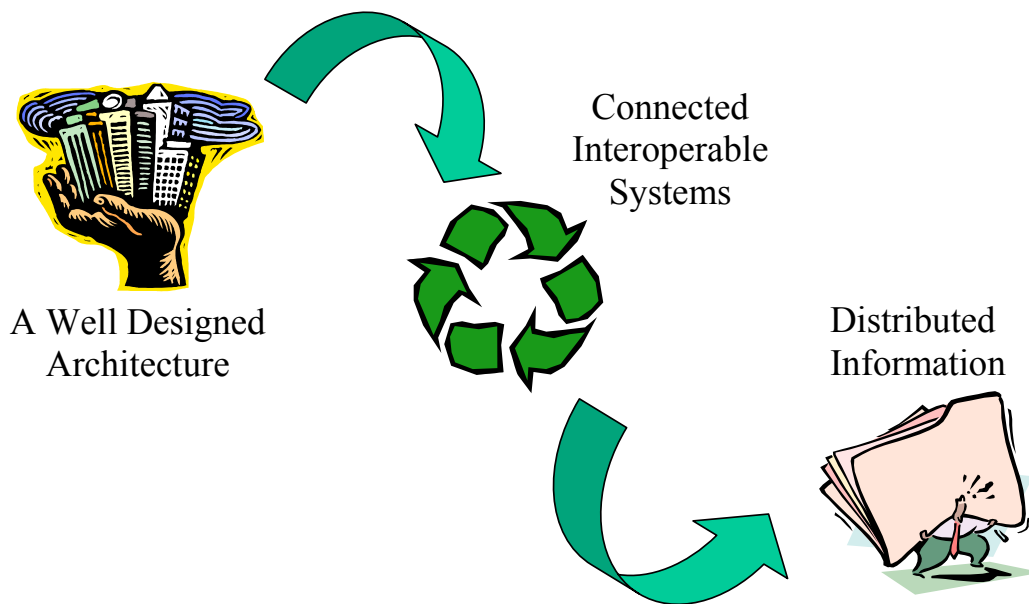 A Well Designed
Architecture
Connected
Interoperable
Systems
Distributed
Information